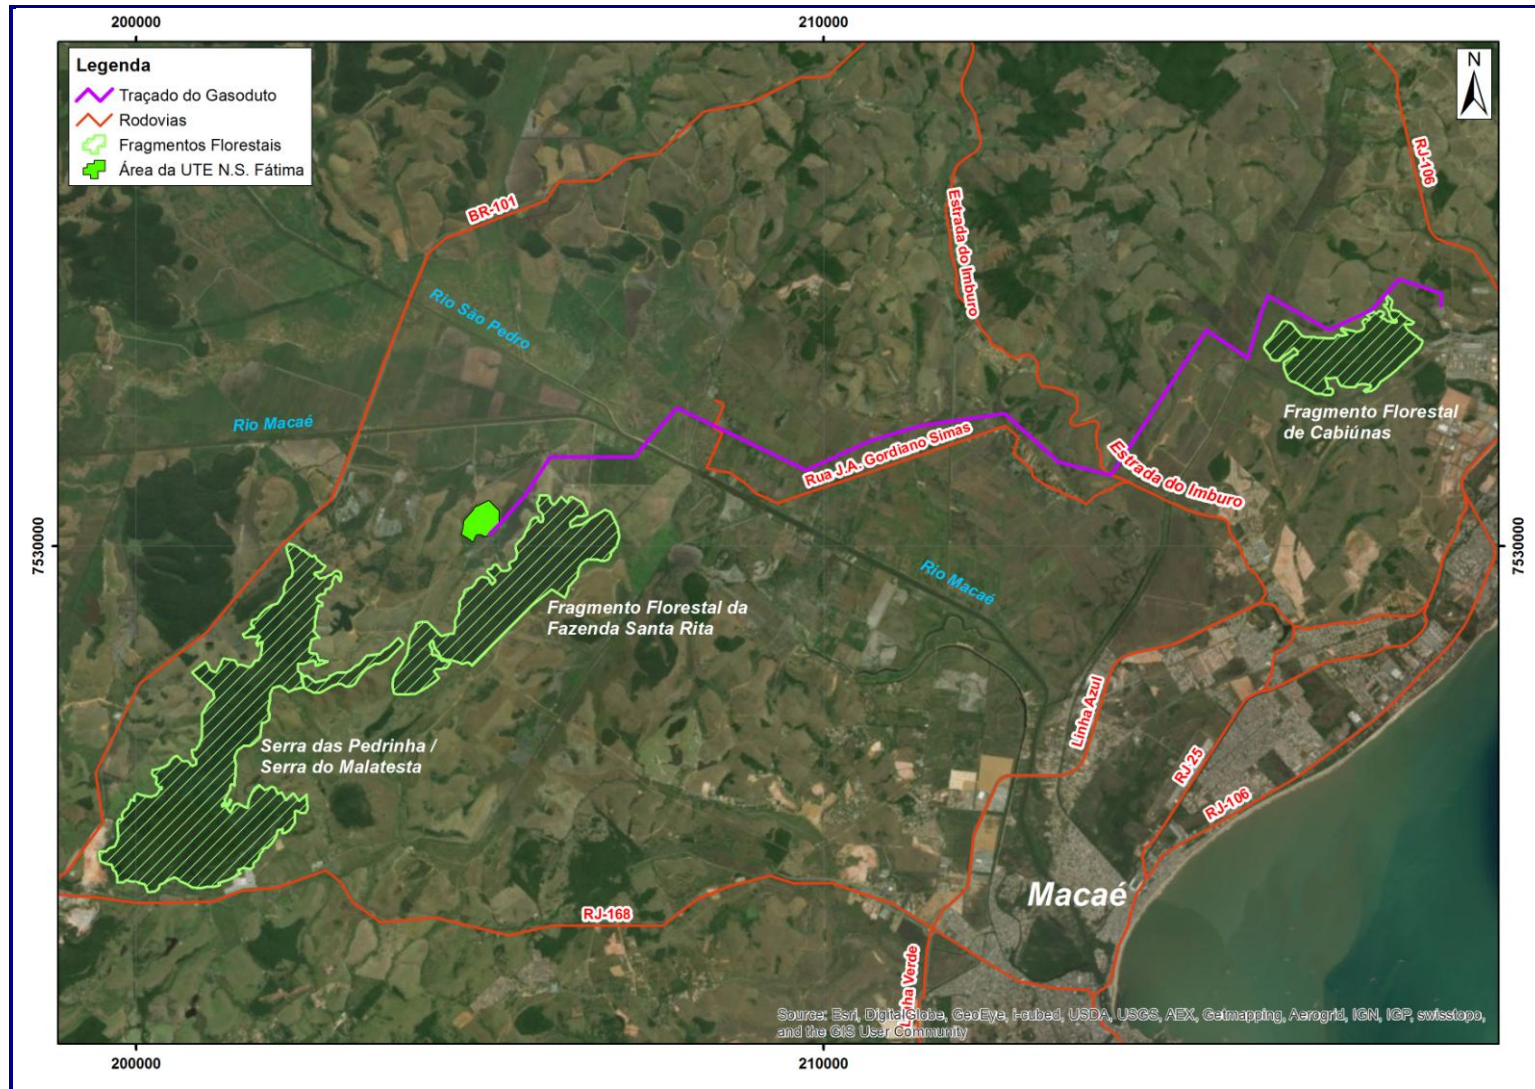 200000
210000
Legenda
Traçado do Gasoduto
Rodovias
Fragmentos Florestais
Área da UTE N.S. Fátima
N
RJ-106
BR-101
Estrada do Imburo
Rio São Pedro
Rio Macaé
Fragmento Florestal
de Cabiúnas
Rua J.A. Gordiano Simas
Estrada do Imburo
7530000
7530000
Rio Macaé
Fragmento Florestal da
Fazenda Santa Rita
Linha Azul
Serra das Pedrinha /
Serra do Malatesta
RJ-25
RJ-106
Macaé
RJ-168
Linha Verde
Source: Esri, DigitalGlobe, GeoEye, i-cubed, USDA, USGS, AEX, Getmapping, Aerogrid, IGN, IGP, swisstopo,
and the GIS User Community
200000
210000